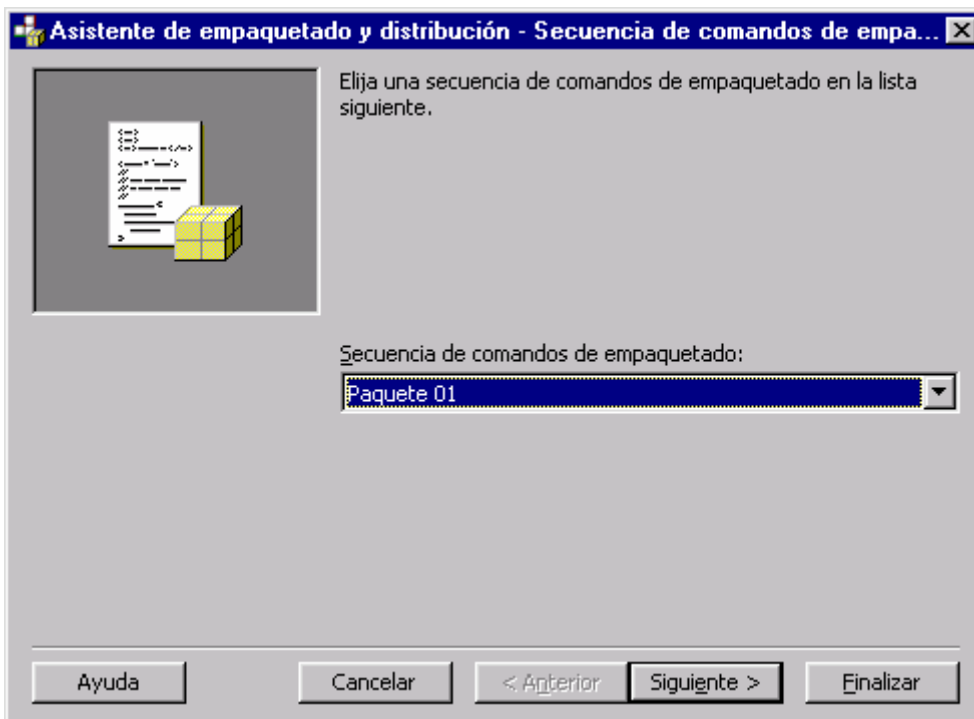 Asistente de empaquetado y distribución - Secuencia de comandos de empa...
Elija una secuencia de comandos de empaquetado en la lista
siguiente.
Secuencia de comandos de empaquetado:
Paquete 01
Ayuda
Cancelar
< Anterior
Siguiente >
Finalizar